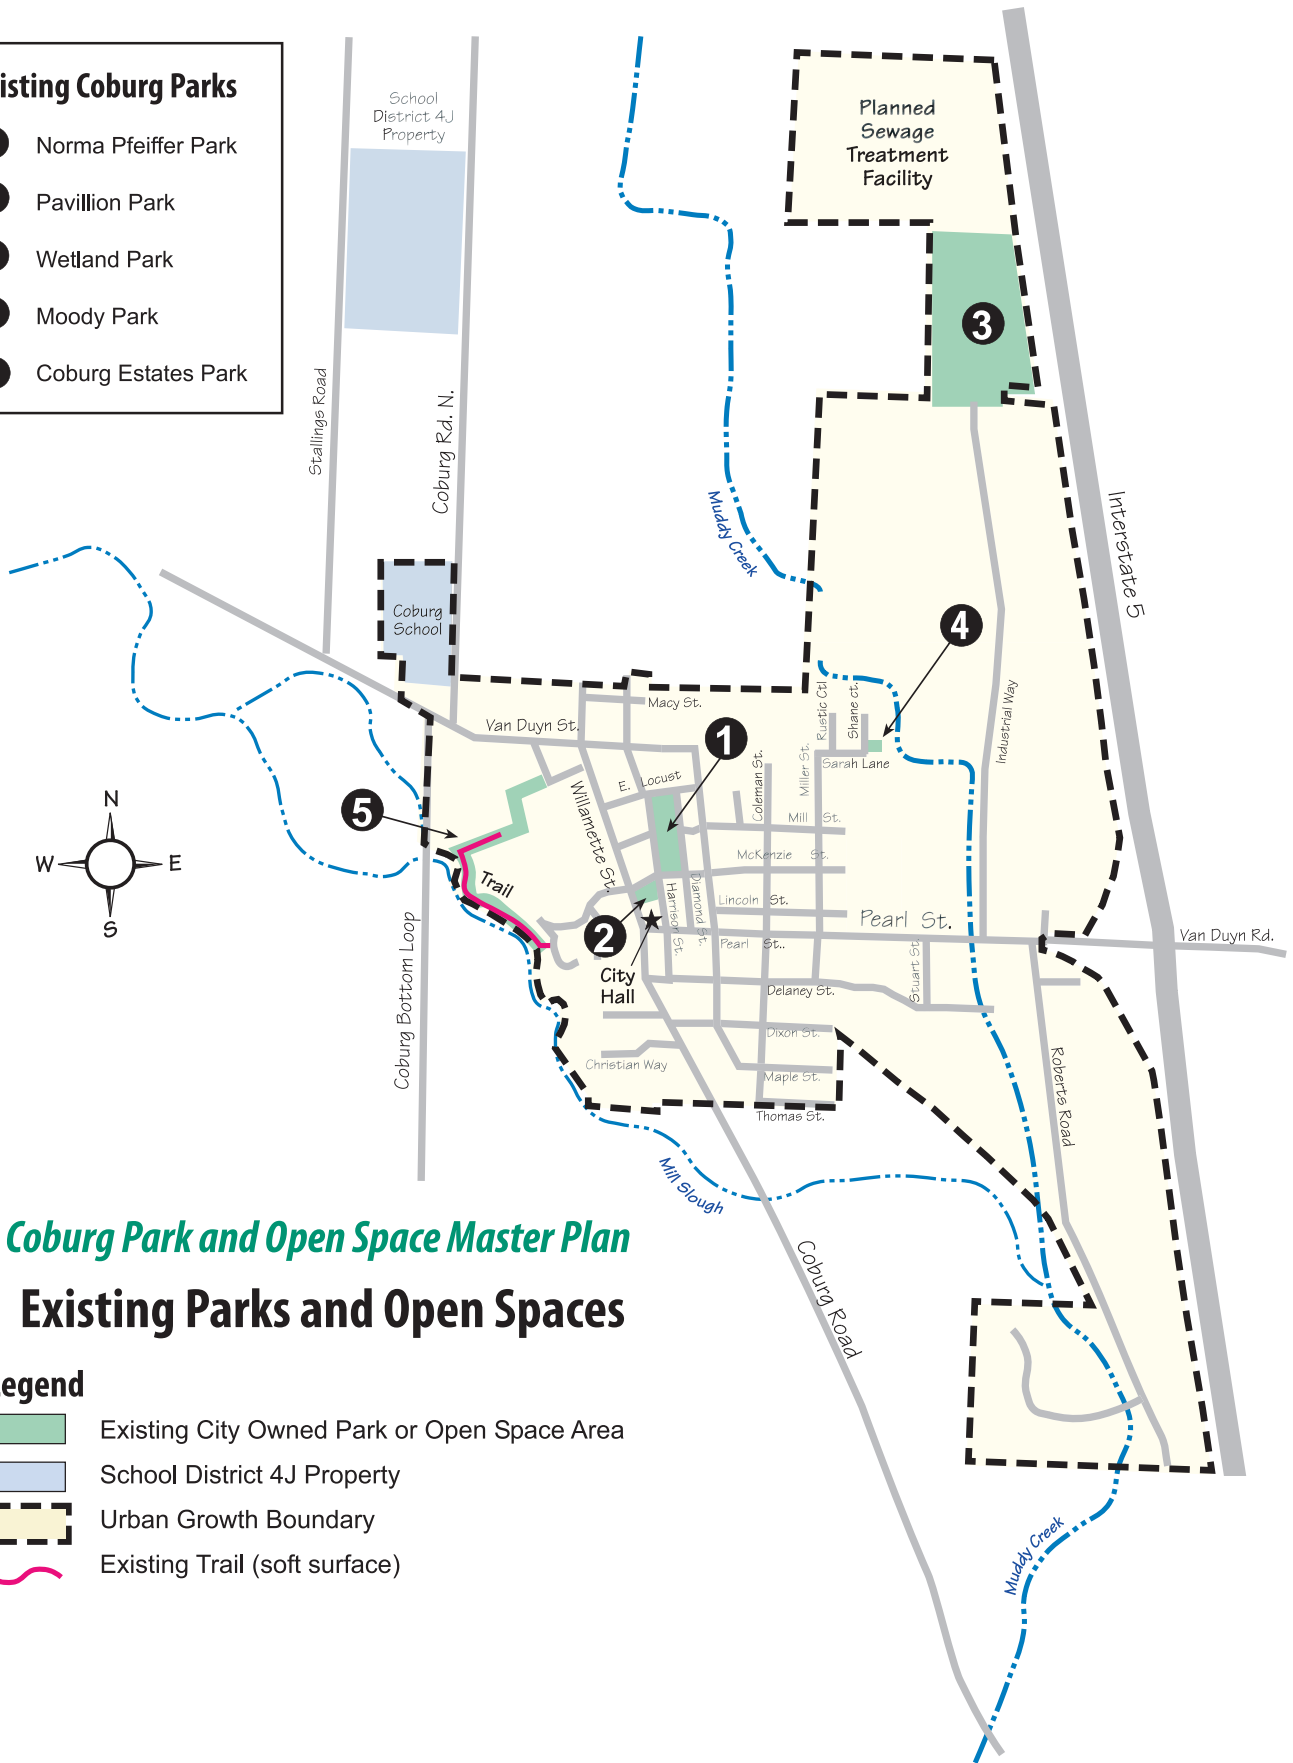 isting Coburg Parks
Norma Pfeiffer Park
Pavillion Park
Wetland Park
Moody Park
Coburg Estates Park
School
District 4J
Property
Planned
Sewage
Treatment
Facility
3
Stallings Road
Coburg Rd. N.
Muddy Creek
Interstate 5
Coburg
School
4
Macy St.
Van Duyn St.
1
Rustic Ct
Shane ct.
Industrial Way
E. Locust
Coleman St.
Miller St.
Sarah Lane
5
Willamette St.
Mill St.
McKenzie St.
N
W E
S
Trail
Harrison St.
Diamond St.
Lincoln St.
Pearl St.
2
Pearl St..
Van Duyn Rd.
City
Hall
Stuart St.
Delaney St.
Coburg Bottom Loop
Dixon St.
Christian Way
Maple St.
Roberts Road
Thomas St.
Mill Slough
Coburg Park and Open Space Master Plan
Existing Parks and Open Spaces
Coburg Road
egend
Existing City Owned Park or Open Space Area
School District 4J Property
Urban Growth Boundary
Existing Trail (soft surface)
Muddy Creek